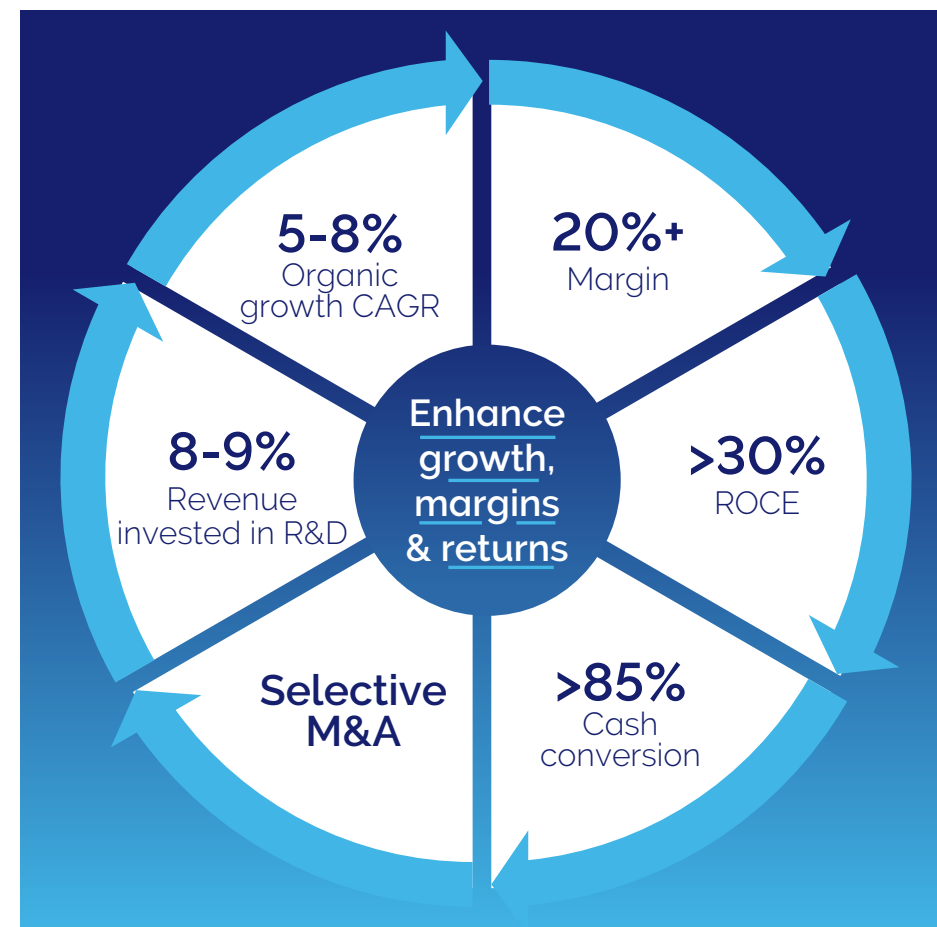 5-8%
Organic
growth CAGR
20%+
Margin
>30%
ROCE
>85%
Cash
conversion
Selective
M&A
8-9%
Revenue
invested in R&D
Enhance
growth,
margins
& returns